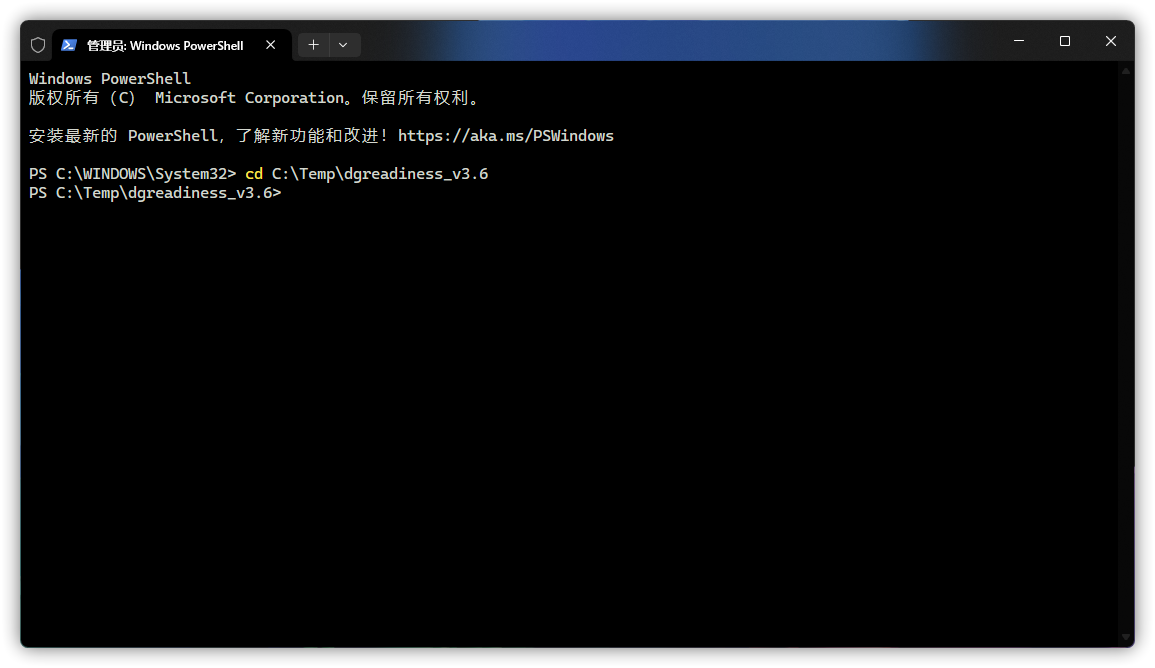 管理员: Windows PowerShell
Windows PowerShell
版权所有 (C) Microsoft Corporation。保留所有权利。
安装最新的 PowerShell,了解新功能和改进!https://aka.ms/PSWindows
PS C:\WINDOWS\System32> cd C:\Temp\dgreadiness_v3.6
PS C:\Temp\dgreadiness_v3.6>